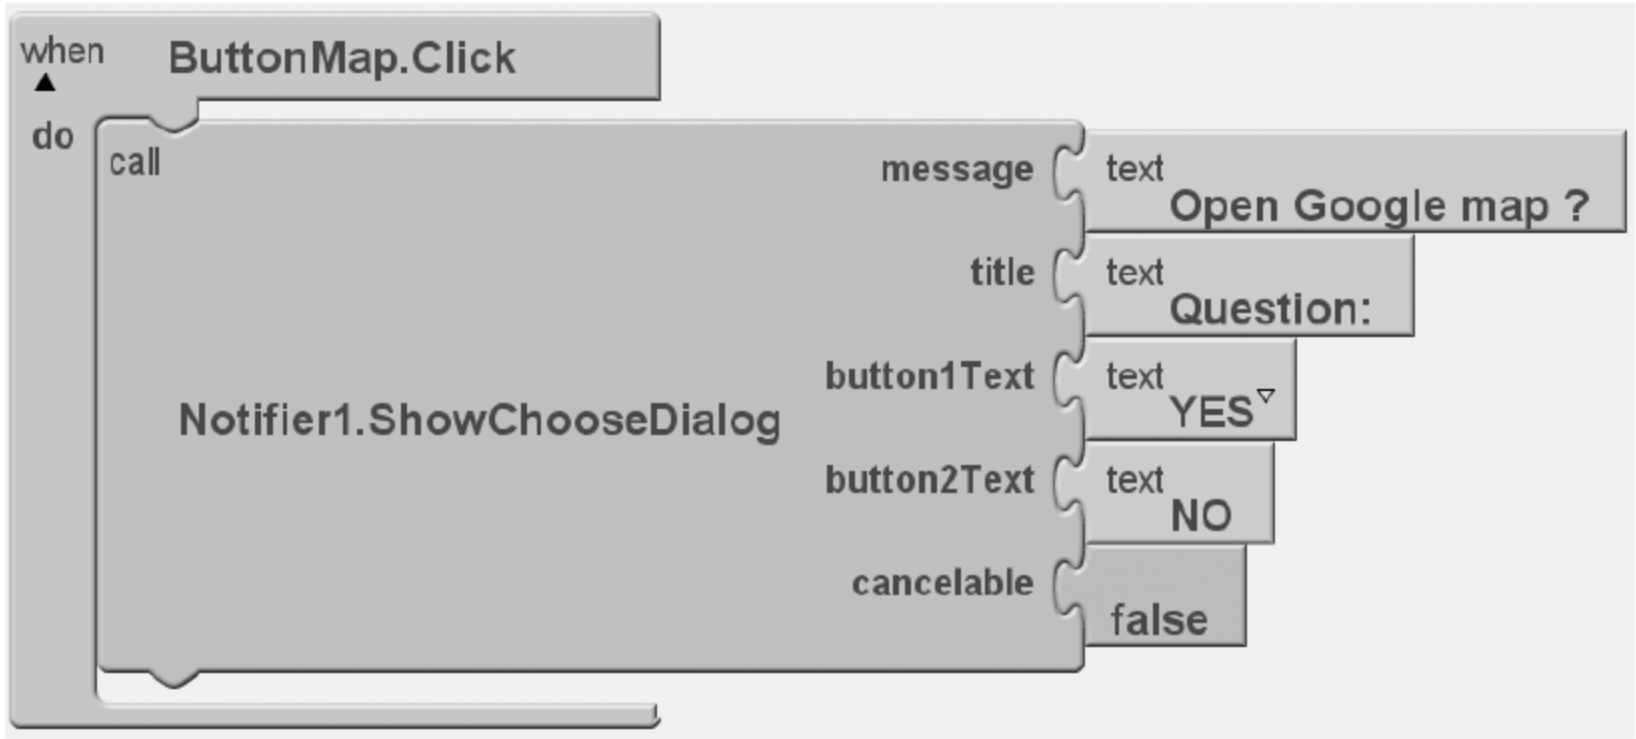 when ButtonMap.Click
do
call
message text
Open Google map ?
title text
Question:
button1Text text
YES
Notifier1.ShowChooseDialog
button2Text text
NO
cancelable
false